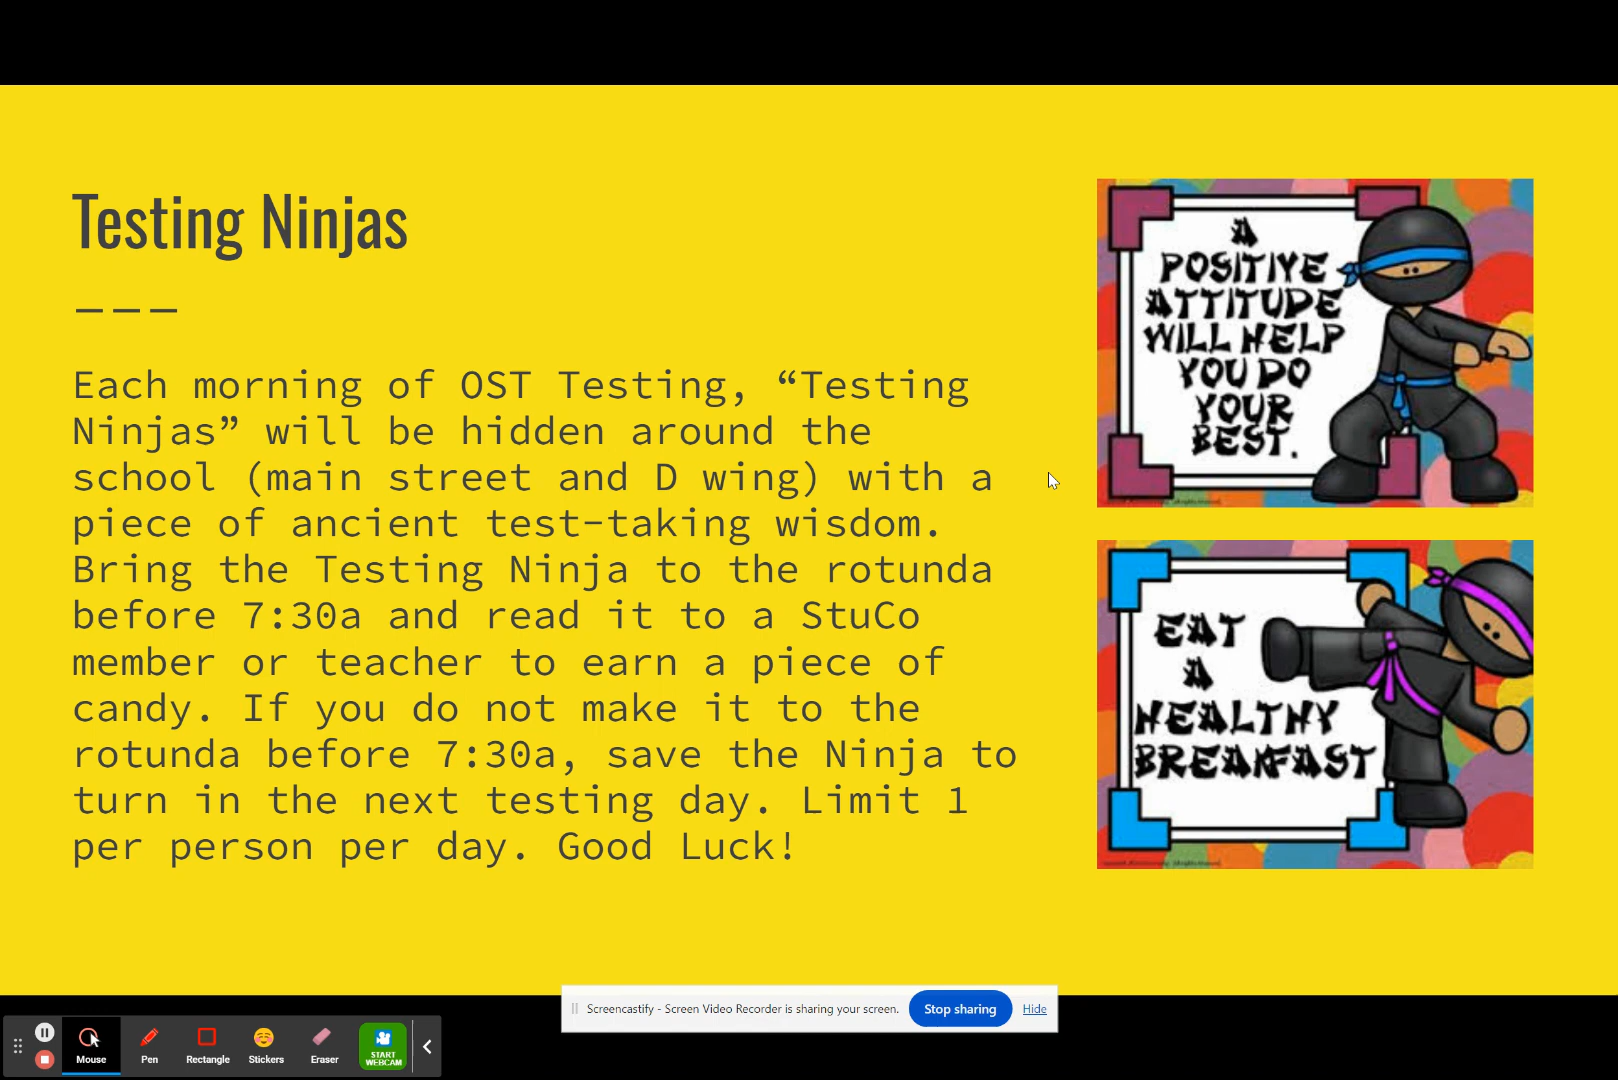 Testing Ninjas
Each morning of OST Testing, “Testing
Ninjas” will be hidden around the
school (main street and D wing) with a
piece of ancient test-taking wisdom.
Bring the Testing Ninja to the rotunda
before 7:30a and read it to a StuCo
member or teacher to earn a piece of
candy. If you do not make it to the
rotunda before 7:30a, save the Ninja to
turn in the next testing day. Limit 1
per person per day. Good Luck!
A
POSITIVE
ATTITUDE
WILL HELP
YOU DO
YOUR
BEST.
EAT
A
HEALTHY
BREAKFAST
Screencastify - Screen Video Recorder is sharing your screen.
Stop sharing
Hide
Mouse
Pen
Rectangle
Stickers
Eraser
START
WEBCAM